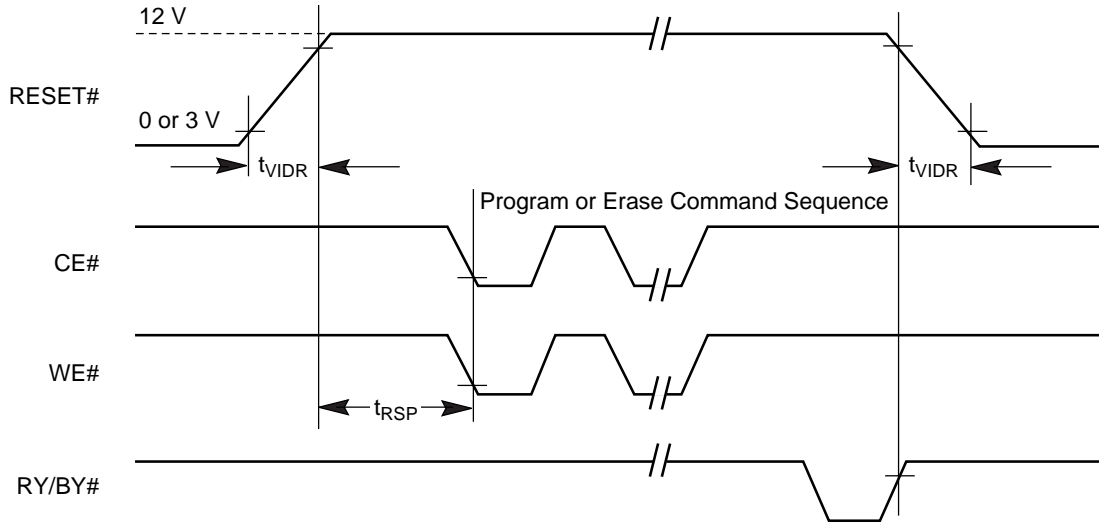 12 V
RESET#
0 or 3 V
tVIDR
tVIDR
Program or Erase Command Sequence
CE#
WE#
tRSP
RY/BY#